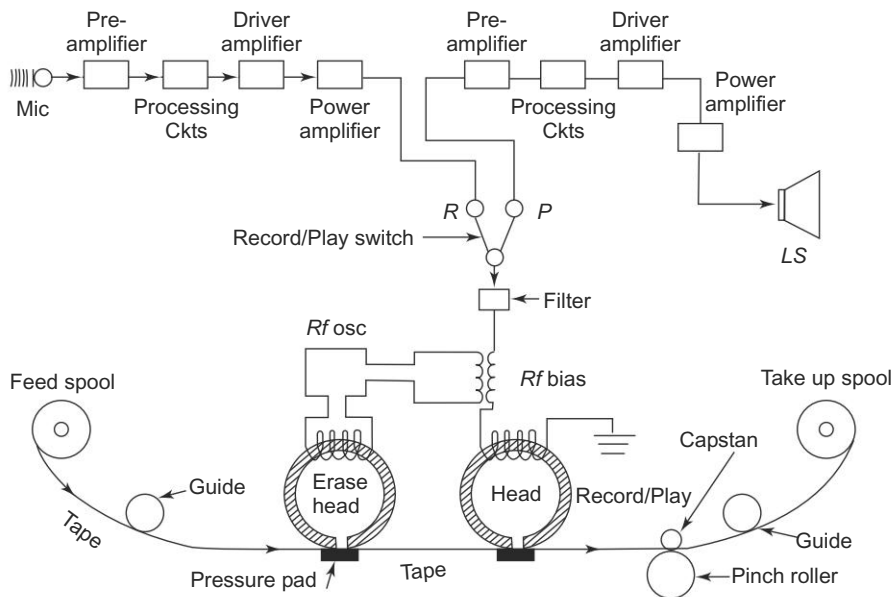 Pre-
amplifier
Driver
amplifier
Pre-
amplifier
Driver
amplifier
Mic
Processing
Ckts
Power
amplifier
Processing
Ckts
Power
amplifier
R
P
Record/Play switch
LS
Filter
Rf osc
Rf bias
Feed spool
Take up spool
Capstan
Guide
Erase
head
Head
Record/Play
Tape
Guide
Pressure pad
Tape
Pinch roller